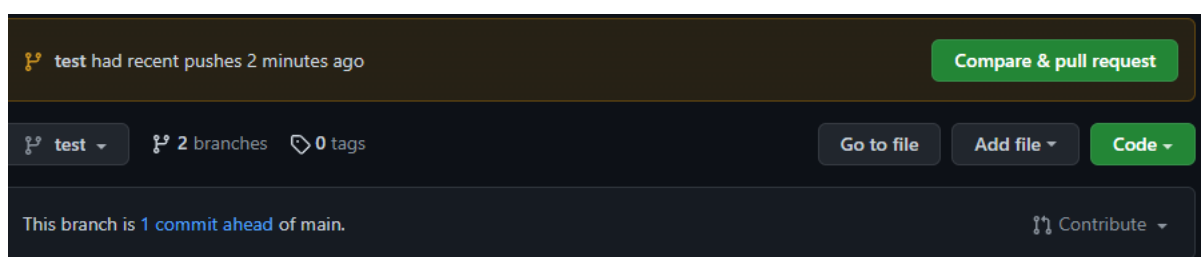 test had recent pushes 2 minutes ago
Compare & pull request
test
2 branches
0 tags
Go to file
Add file
Code
This branch is 1 commit ahead of main.
Contribute